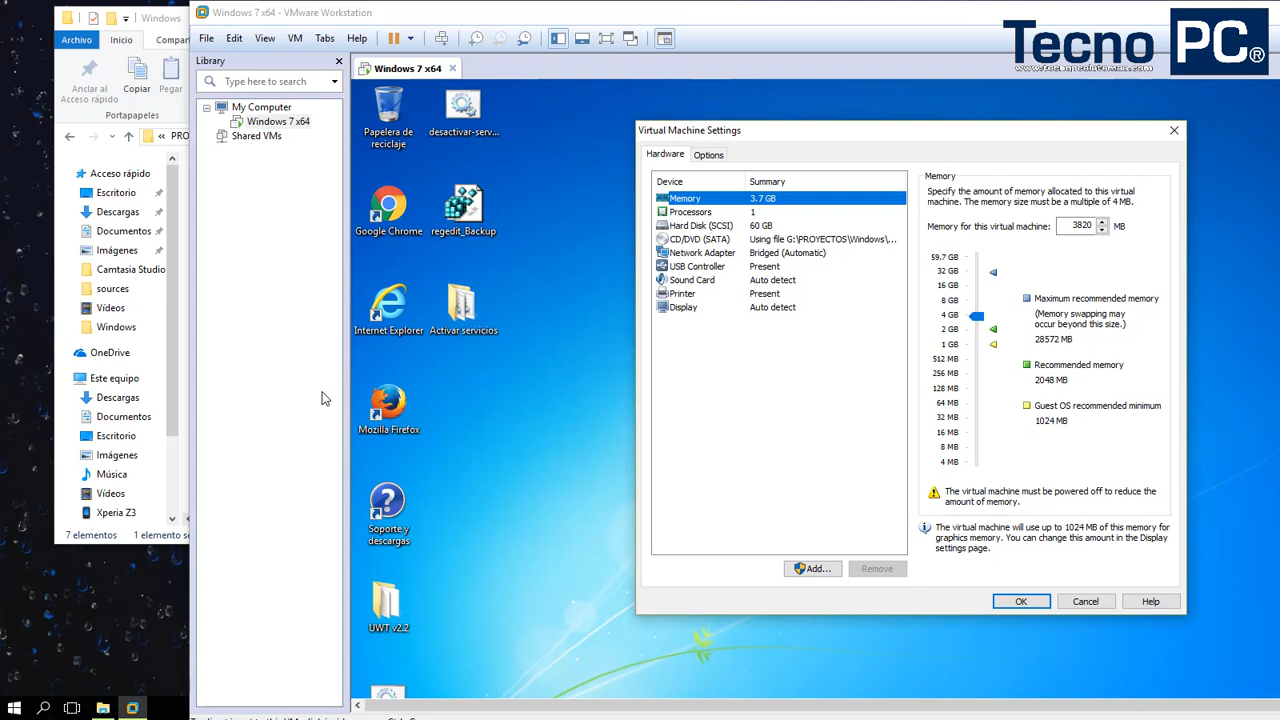 Windows
Windows 7 x64 - VMware Workstation
Tecno PC®
www.tecnopedentomas.com
Archivo
Inicio
Compar
File
Edit
View
VM
Tabs
Help
Anclar al
Acceso rápido
Copiar
Pegar
Portapapeles
« PRO
Acceso rápido
Escritorio
Descargas
Documentos
Imágenes
Camtasia Studio
sources
Vídeos
Windows
OneDrive
Este equipo
Descargas
Documentos
Escritorio
Imágenes
Música
Vídeos
Xperia Z3
7 elementos
1 elemento se
Library
Type here to search
My Computer
Windows 7 x64
Shared VMs
Windows 7 x64
Papelera de
reciclaje
desactivar-serv...
Google Chrome
regedit_Backup
Internet Explorer
Activar servicios
Mozilla Firefox
Soporte y
descargas
UWT v2.2
Virtual Machine Settings
Hardware
Options
Device
Summary
Memory
3.7 GB
Processors
1
Hard Disk (SCSI)
60 GB
CD/DVD (SATA)
Using file G:\PROYECTOS\Windows\...
Network Adapter
Bridged (Automatic)
USB Controller
Present
Sound Card
Auto detect
Printer
Present
Display
Auto detect
Add...
Remove
Memory
Specify the amount of memory allocated to this virtual
machine. The memory size must be a multiple of 4 MB.
Memory for this virtual machine:
3820
MB
59.7 GB
32 GB
16 GB
8 GB
4 GB
2 GB
1 GB
512 MB
256 MB
128 MB
64 MB
32 MB
16 MB
8 MB
4 MB
Maximum recommended memory
(Memory swapping may
occur beyond this size.)
28572 MB
Recommended memory
2048 MB
Guest OS recommended minimum
1024 MB
The virtual machine must be powered off to reduce the
amount of memory.
The virtual machine will use up to 1024 MB of this memory for
graphics memory. You can change this amount in the Display
settings page.
OK
Cancel
Help